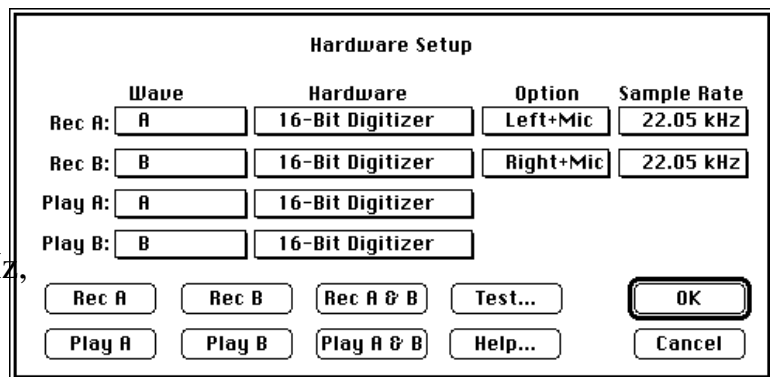 Hardware Setup
Wave Hardware Option Sample Rate
Rec A: A 16-Bit Digitizer Left+Mic 22.05 kHz
Rec B: B 16-Bit Digitizer Right+Mic 22.05 kHz
Play A: A 16-Bit Digitizer
Play B: B 16-Bit Digitizer
Rec A Rec B Rec A & B Test... OK
Play A Play B Play A & B Help... Cancel